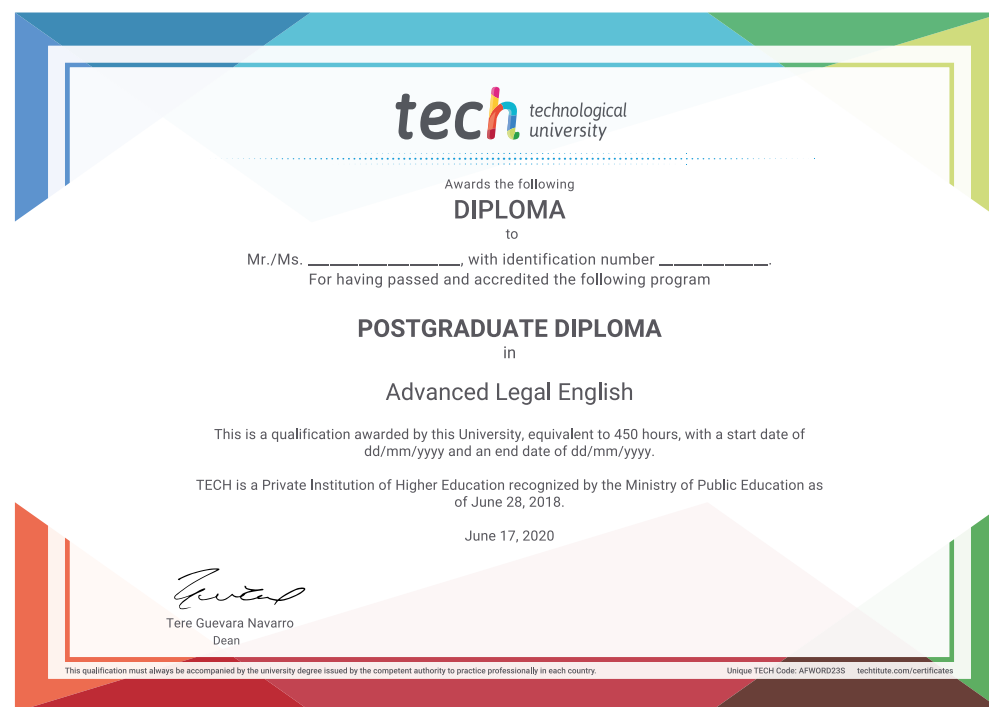 tech technological
university
Awards the following
DIPLOMA
to
Mr./Ms. ____________________, with identification number ______________.
For having passed and accredited the following program
POSTGRADUATE DIPLOMA
in
Advanced Legal English
This is a qualification awarded by this University, equivalent to 450 hours, with a start date of
dd/mm/yyyy and an end date of dd/mm/yyyy.
TECH is a Private Institution of Higher Education recognized by the Ministry of Public Education as
of June 28, 2018.
June 17, 2020
Tere Guevara Navarro
Dean
This qualification must always be accompanied by the university degree issued by the competent authority to practice professionally in each country.
Unique TECH Code: AFWORD23S techtitute.com/certificates